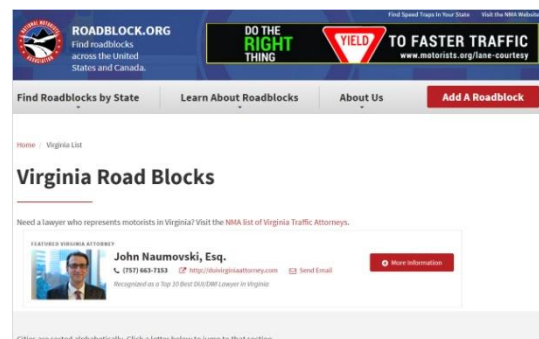 Find Speed Traps in Your State Visit the NMA Website
NATIONAL MOTORISTS ASSOCIATION
ROADBLOCK.ORG
Find roadblocks
across the United
States and Canada.
DO THE
RIGHT
THING
YIELD
TO FASTER TRAFFIC
www.motorists.org/lane-courtesy
Find Roadblocks by State Learn About Roadblocks About Us Add A Roadblock
Home / Virginia List
Virginia Road Blocks
Need a lawyer who represents motorists in Virginia? Visit the NMA list of Virginia Traffic Attorneys.
FEATURED VIRGINIA ATTORNEY
John Naumovski, Esq.
(757) 663-7353 http://duivirginiaattorney.com Send Email
Recognized as a Top 10 Best DUI/DWI Lawyer in Virginia
More Information
Cities are sorted alphabetically. Click a letter below to jump to that section.